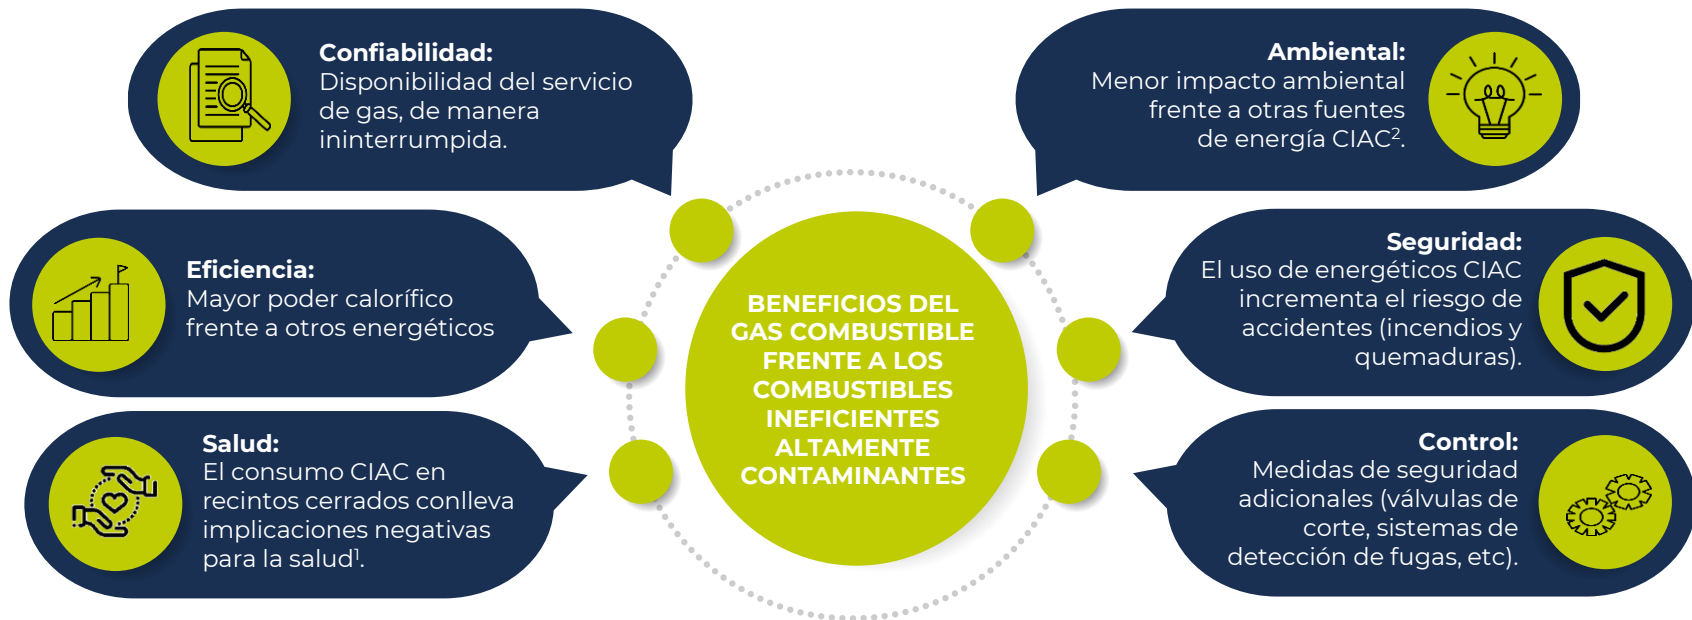 Confiabilidad:
Disponibilidad del servicio
de gas, de manera
ininterrumpida.
Ambiental:
Menor impacto ambiental
frente a otras fuentes
de energía CIAC².
Eficiencia:
Mayor poder calorífico
frente a otros energéticos
BENEFICIOS DEL
GAS COMBUSTIBLE
FRENTE A LOS
COMBUSTIBLES
INEFICIENTES
ALTAMENTE
CONTAMINANTES
Seguridad:
El uso de energéticos CIAC
incrementa el riesgo de
accidentes (incendios y
quemaduras).
Salud:
El consumo CIAC en
recintos cerrados conlleva
implicaciones negativas
para la salud¹.
Control:
Medidas de seguridad
adicionales (válvulas de
corte, sistemas de
detección de fugas, etc).